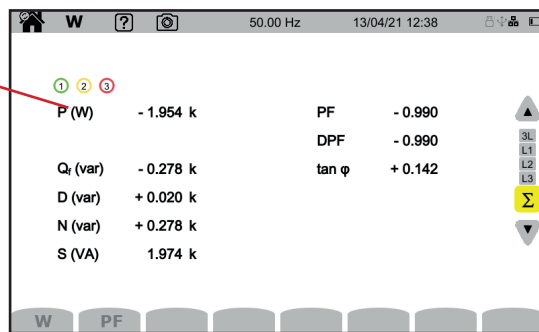 W ? 50.00 Hz 13/04/21 12:38
1 2 3
P (W) - 1.954 k PF - 0.990
DPF - 0.990
Qf (var) - 0.278 k tan φ + 0.142
D (var) + 0.020 k
N (var) + 0.278 k
S (VA) 1.974 k
3L
L1
L2
L3
Σ
W PF